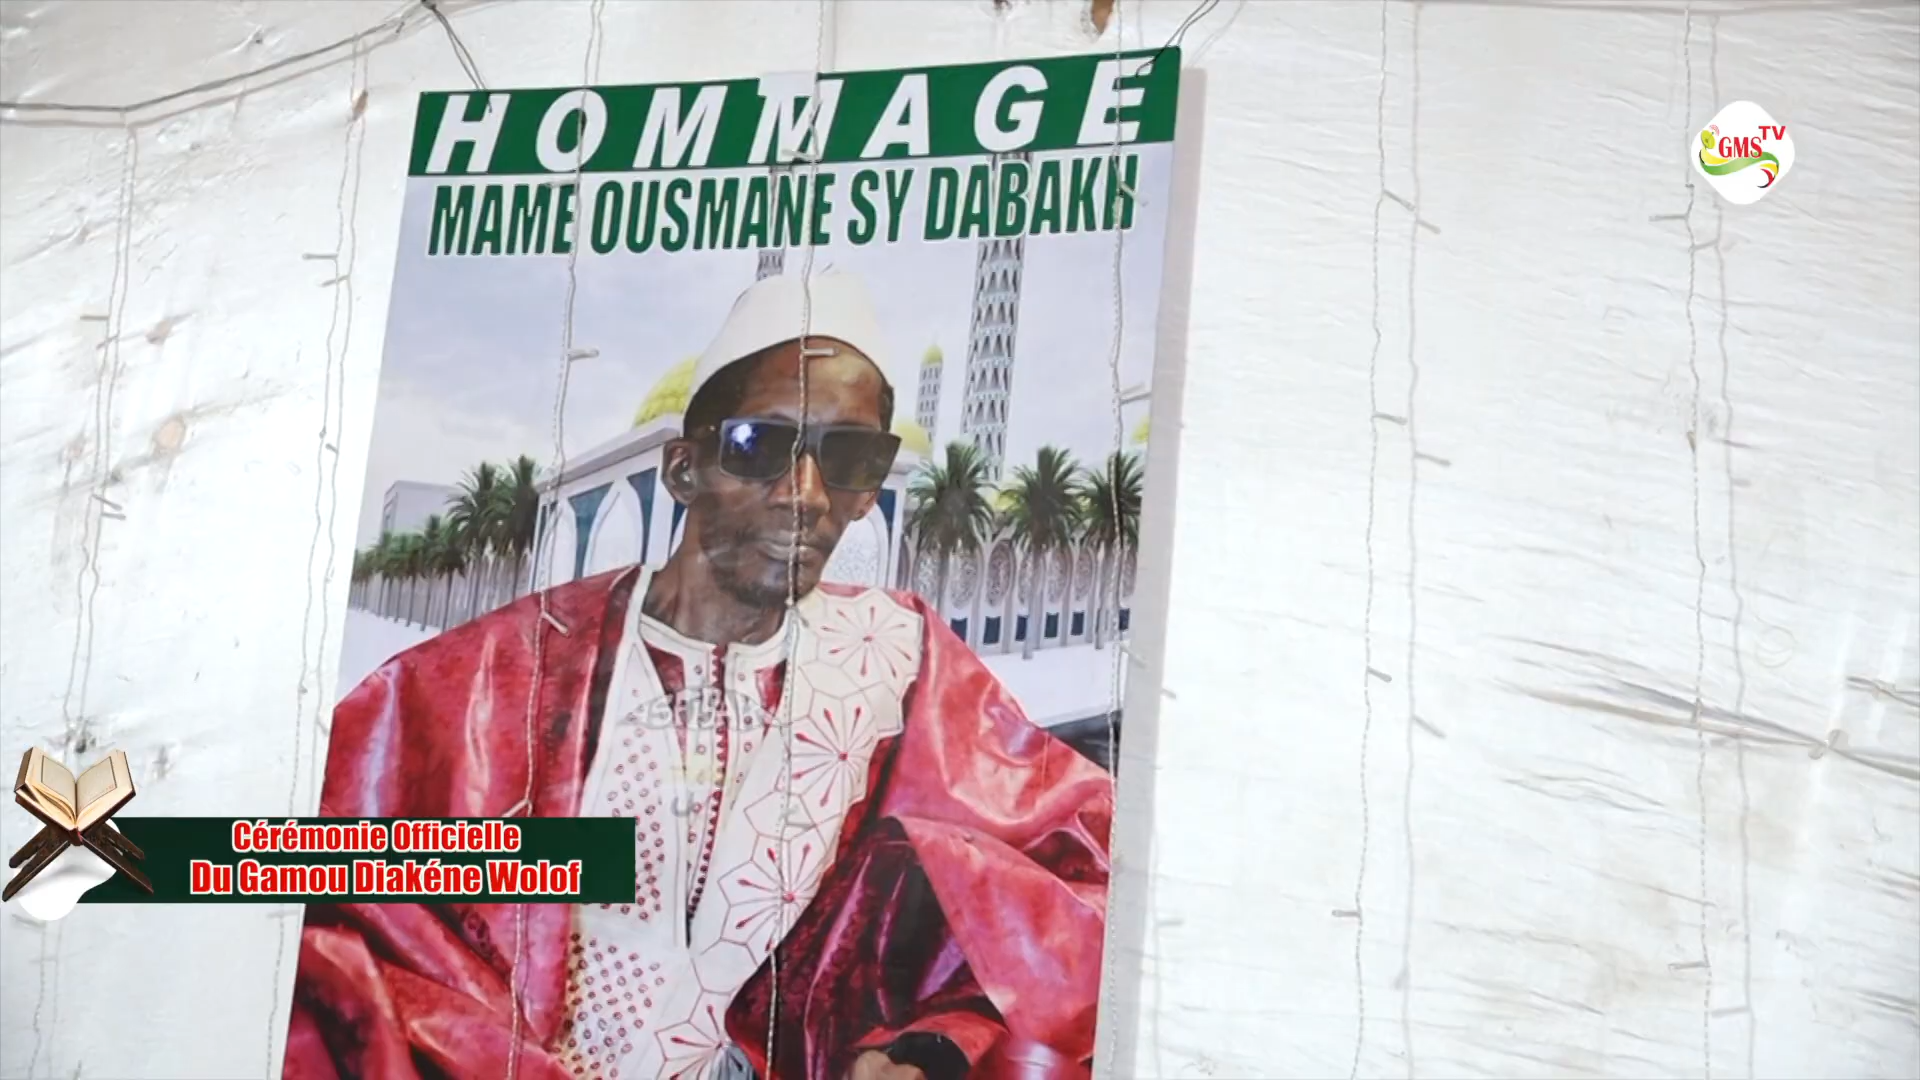 HOMMAGE
MAME OUSMANE SY DABAKH
GMS TV
Cérémonie Officielle
Du Gamou Diakéne Wolof